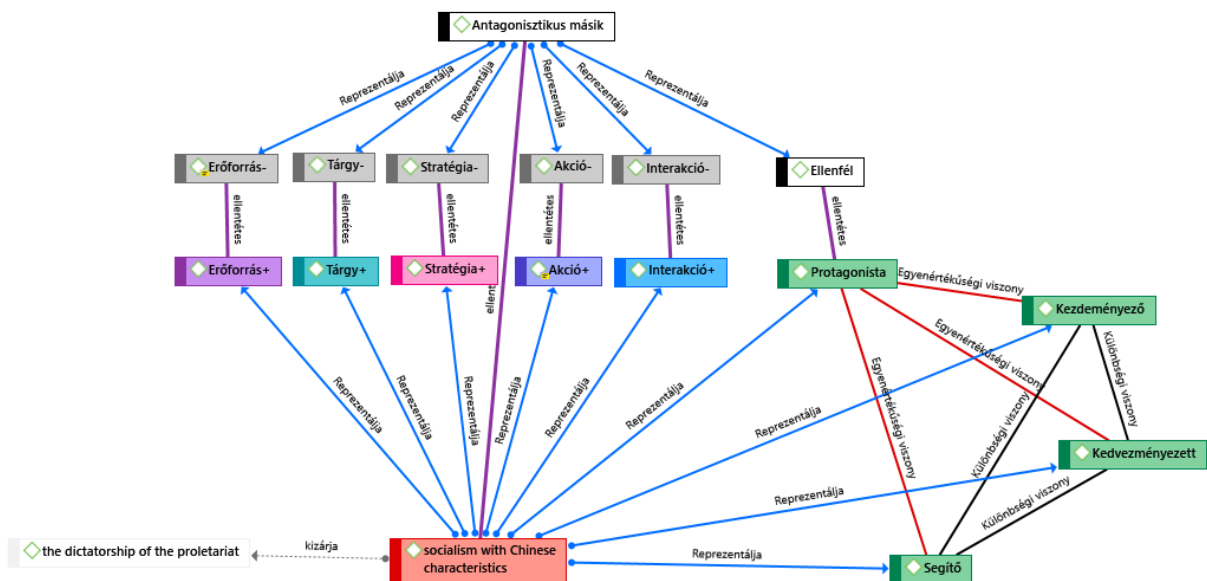 Antagonisztikus másik
Reprezentálja
Reprezentálja
Reprezentálja
Reprezentálja
Reprezentálja
Reprezentálja
Erőforrás-
Tárgy-
Stratégia-
Akció-
Interakció-
Ellenfél
ellentétes
ellentétes
ellentétes
ellentétes
ellentétes
ellentétes
Erőforrás+
Tárgy+
Stratégia+
ellent
Akció+
Interakció+
Protagonista
Egyenértékűségi viszony
Kezdeményező
Egyenértékűségi viszony
Különbségi viszony
Egyenértékűségi viszony
Különbségi viszony
Reprezentálja
Reprezentálja
Reprezentálja
Reprezentálja
Reprezentálja
Reprezentálja
Reprezentálja
Kedvezményezett
Reprezentálja
Különbségi viszony
the dictatorship of the proletariat
kizárja
socialism with Chinese
characteristics
Reprezentálja
Segítő